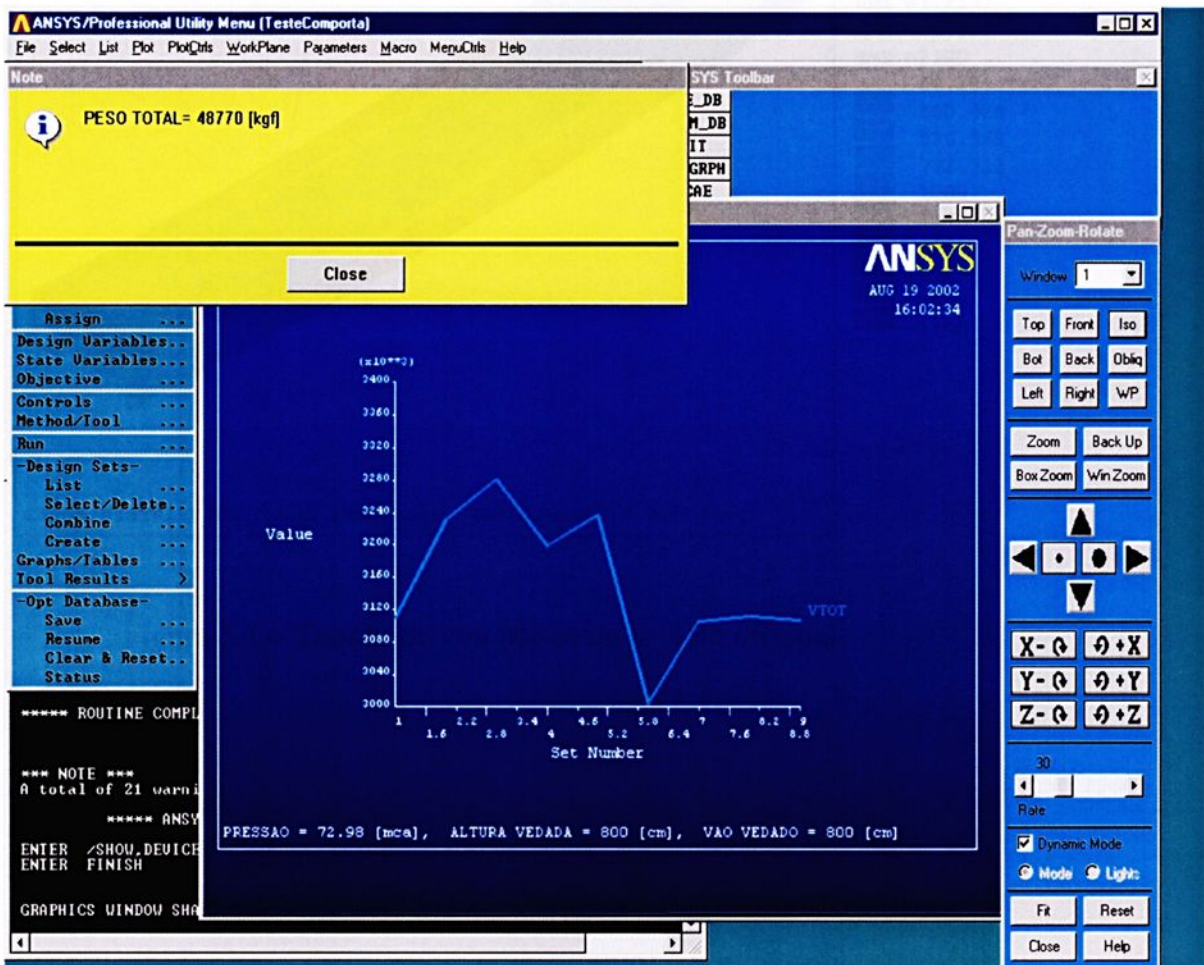 ANSYS/Professional Utility Menu (TesteComporta)
File Select List Plot PlotCtrls WorkPlane Parameters Macro MenuCtrls Help
Note
PESO TOTAL= 48770 [kgf]
Close
SYS Toolbar
E_DB
M_DB
IT
GRPH
CAE
Pan-Zoom-Rotate
Window 1
Top Front Iso
Bot Back Obliq
Left Right WP
Zoom Back Up
Box Zoom Win Zoom
X- +X
Y- +Y
Z- +Z
30
Rate
Dynamic Mode
Model Lights
Fit Reset
Close Help
Assign ...
Design Variables..
State Variables...
Objective ...
Controls ...
Method/Tool ...
Run ...
-Design Sets-
List ...
Select/Delete..
Combine ...
Create ...
Graphs/Tables ...
Tool Results >
-Opt Database-
Save ...
Resume ...
Clear & Reset..
Status
ANSYS
AUG 19 2002
16:02:34
(x10**3)
3400
3360
3320
3280
3240
3200
3160
3120
3080
3040
3000
Value
VTOT
1 2.2 3.4 4.6 5.8 7 8.2 9
1.6 2.8 4 5.2 6.4 7.6 8.8
Set Number
PRESSAO = 72.98 [mca], ALTURA VEDADA = 800 [cm], VAO VEDADO = 800 [cm]
***** ROUTINE COMPL
*** NOTE ***
A total of 21 warni
***** ANSY
ENTER /SHOW,DEVICE
ENTER FINISH
GRAPHICS WINDOW SHA